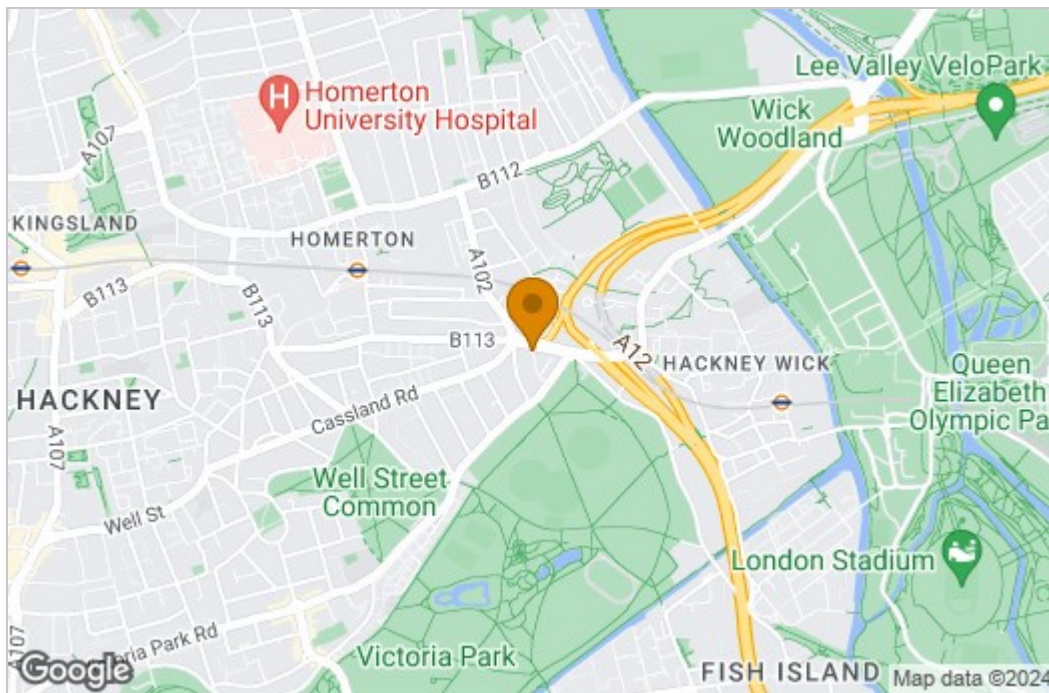 Lee Valley VeloPark
H
Homerton
University Hospital
Wick
Woodland
A107
B112
KINGSLAND
HOMERTON
A102
B113
B113
B113
A12
HACKNEY WICK
Queen
Elizabeth
Olympic Pa
HACKNEY
Cassland Rd
A107
Well Street
Common
Well St
London Stadium
A107
oria Park Rd
Victoria Park
FISH ISLAND
Google
Map data ©2024